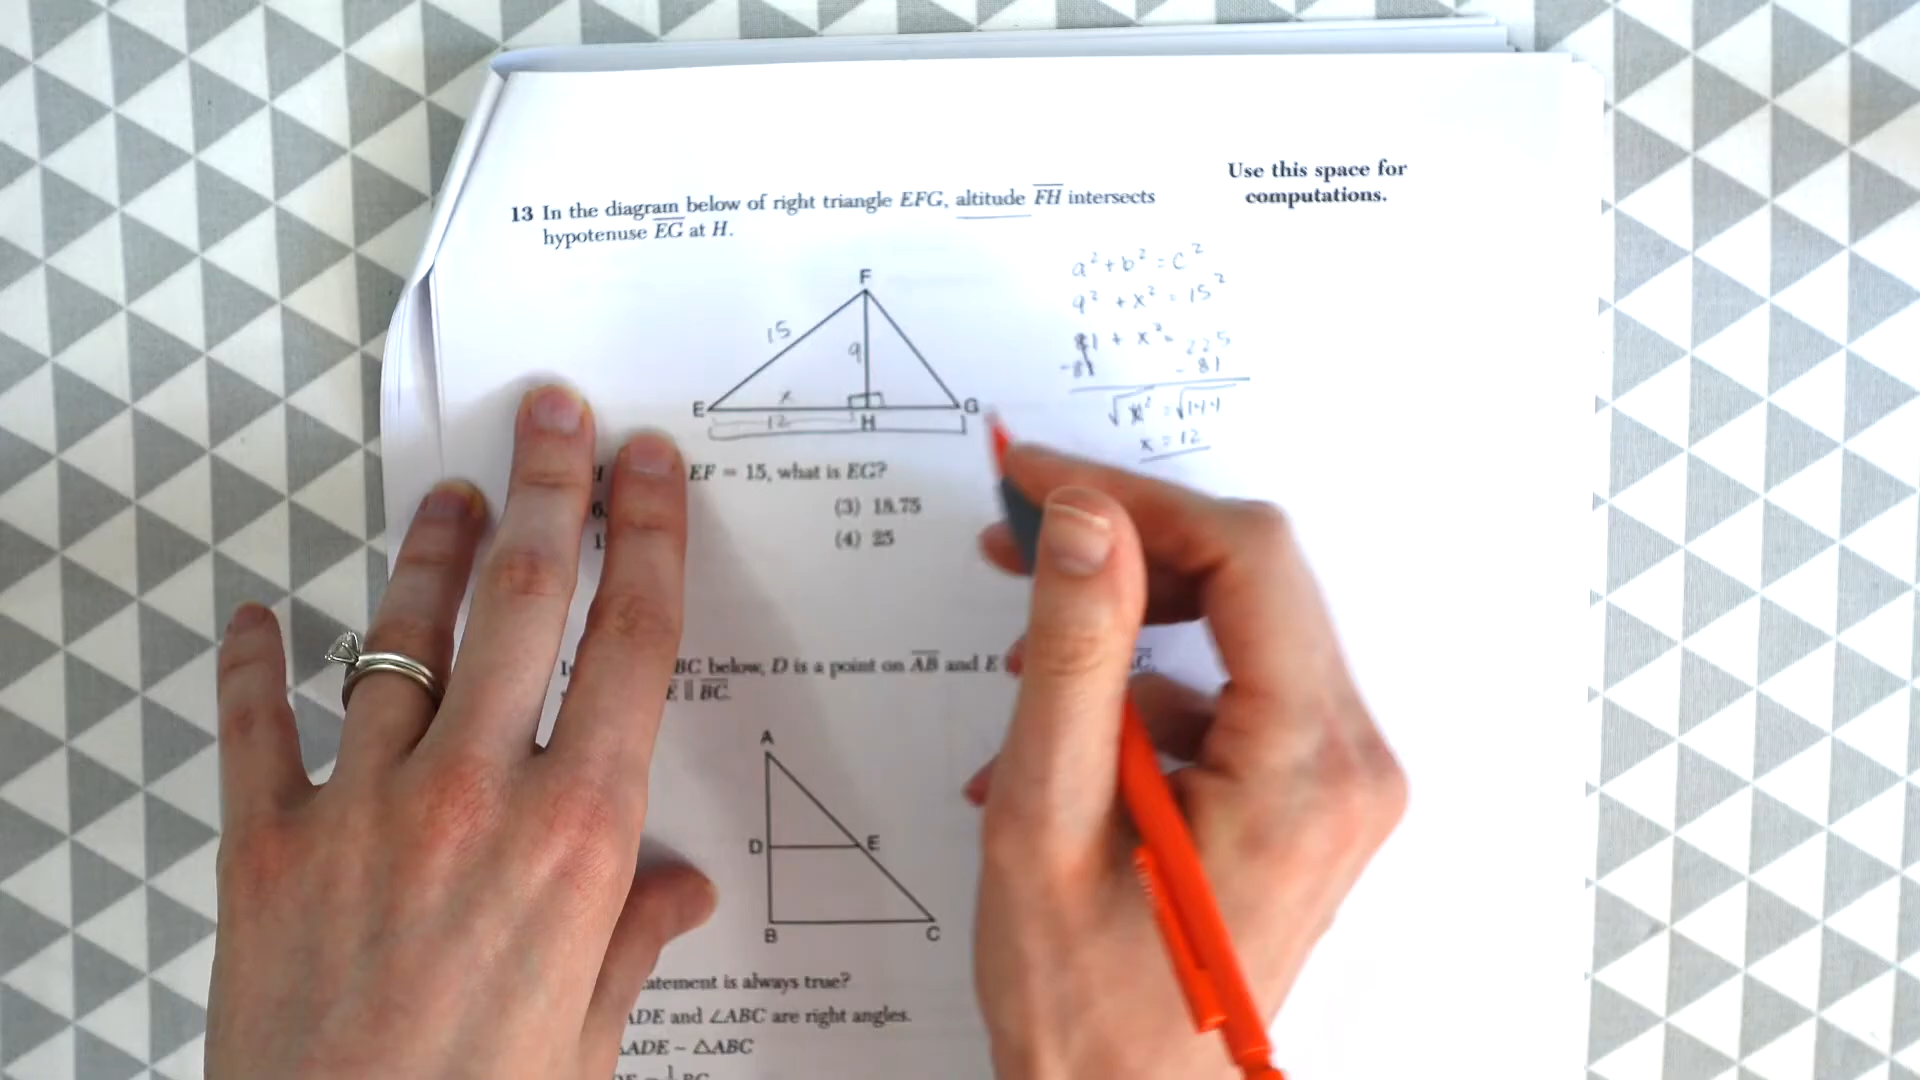 Use this space for
computations.
13 In the diagram below of right triangle EFG, altitude FH intersects
hypotenuse EG at H.
a² + b² = c²
9² + x² = 15²
81 + x² = 225
-81 - 81
√x² = √144
x = 12
F
15
9
x
E
G
12
H
EF = 15, what is EG?
6.
(3) 18.75
1
(4) 25
BC below, D is a point on AB and E
C,
E ∥ BC.
A
D
E
B
C
atement is always true?
ADE and ∠ABC are right angles.
ADE ~ △ABC